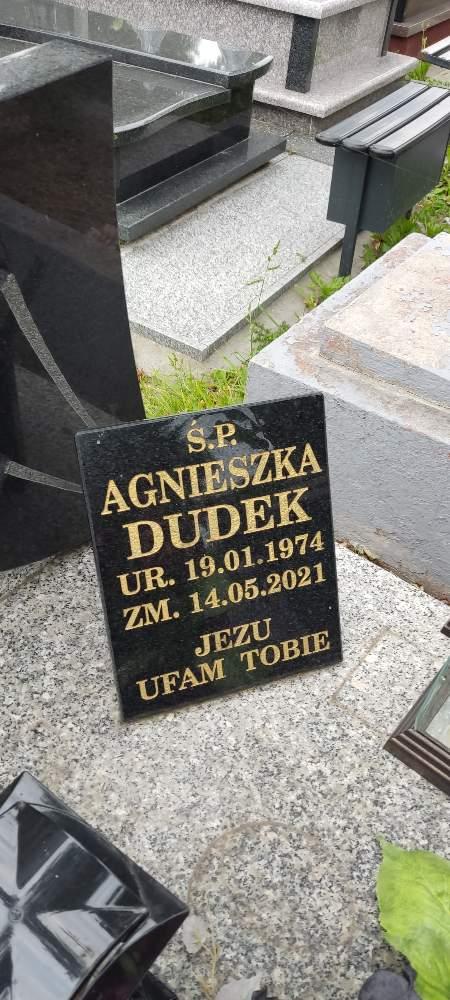 Ś.P.
AGNIESZKA
DUDEK
UR. 19.01.1974
ZM. 14.05.2021
JEZU
UFAM TOBIE